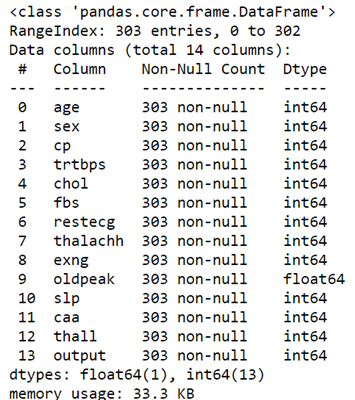 <class 'pandas.core.frame.DataFrame'>
RangeIndex: 303 entries, 0 to 302
Data columns (total 14 columns):
 #   Column    Non-Null Count  Dtype
---  ------    --------------  -----
 0   age       303 non-null    int64
 1   sex       303 non-null    int64
 2   cp        303 non-null    int64
 3   trtbps    303 non-null    int64
 4   chol      303 non-null    int64
 5   fbs       303 non-null    int64
 6   restecg   303 non-null    int64
 7   thalachh  303 non-null    int64
 8   exng      303 non-null    int64
 9   oldpeak   303 non-null    float64
 10  slp       303 non-null    int64
 11  caa       303 non-null    int64
 12  thall     303 non-null    int64
 13  output    303 non-null    int64
dtypes: float64(1), int64(13)
memory usage: 33.3 KB